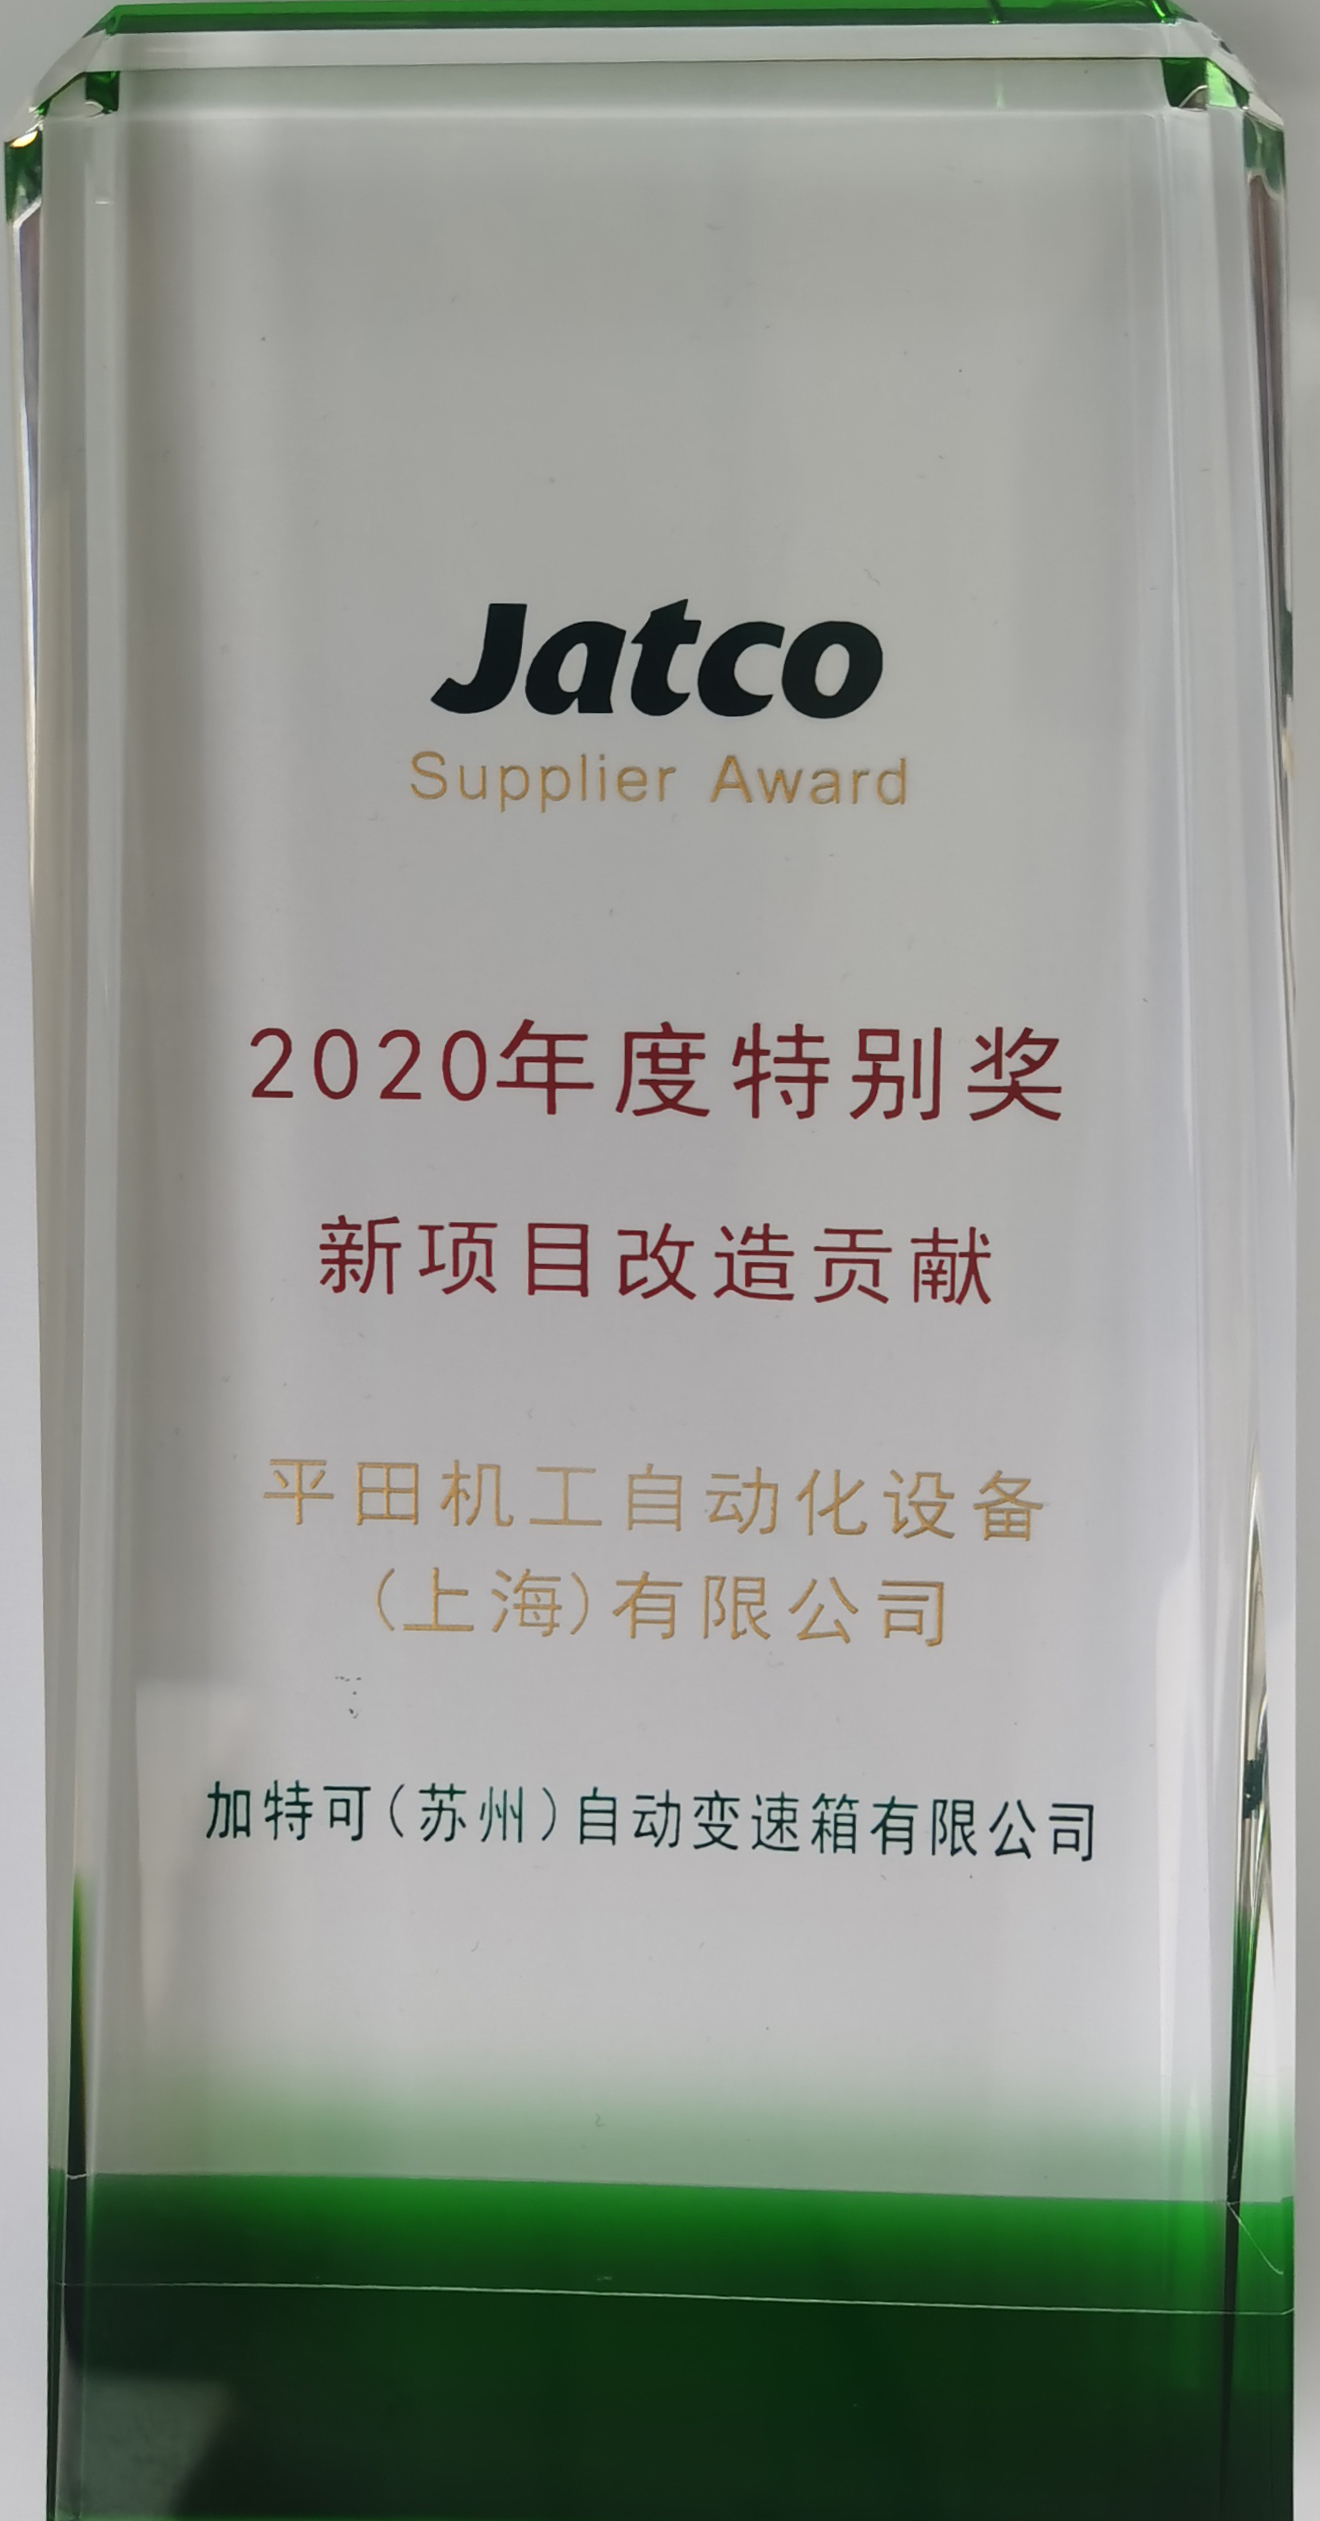 Jatco
Supplier Award
2020年度特别奖
新项目改造贡献
平田机工自动化设备
(上海)有限公司
加特可(苏州)自动变速箱有限公司